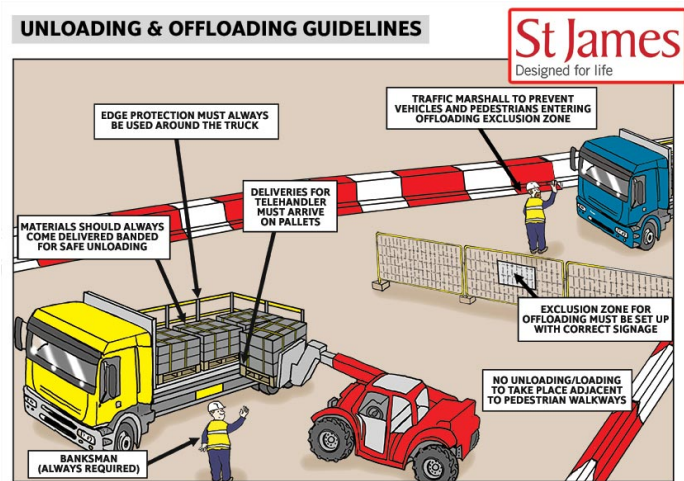 UNLOADING & OFFLOADING GUIDELINES
St James
Designed for life
EDGE PROTECTION MUST ALWAYS
BE USED AROUND THE TRUCK
TRAFFIC MARSHALL TO PREVENT
VEHICLES AND PEDESTRIANS ENTERING
OFFLOADING EXCLUSION ZONE
DELIVERIES FOR
TELEHANDLER
MUST ARRIVE
ON PALLETS
MATERIALS SHOULD ALWAYS
COME DELIVERED BANDED
FOR SAFE UNLOADING
EXCLUSION ZONE FOR
OFFLOADING MUST BE SET UP
WITH CORRECT SIGNAGE
NO UNLOADING/LOADING
TO TAKE PLACE ADJACENT
TO PEDESTRIAN WALKWAYS
BANKSMAN
(ALWAYS REQUIRED)